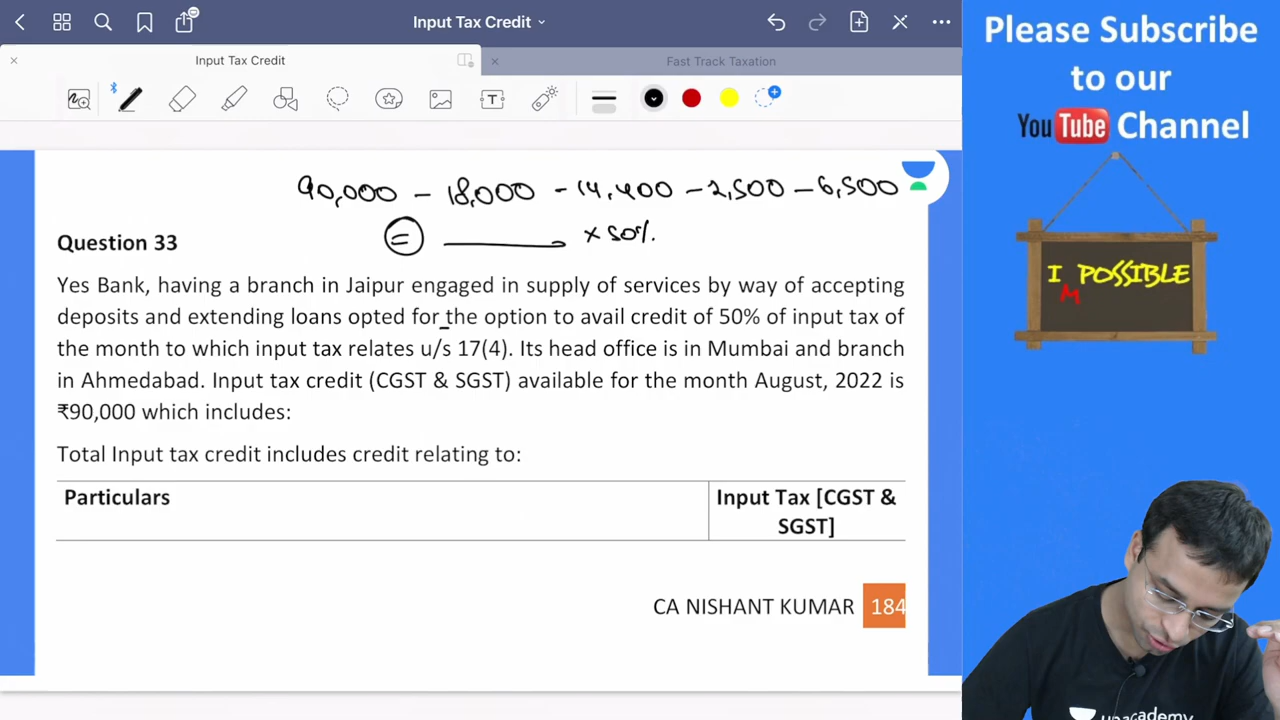 Input Tax Credit
Input Tax Credit
Fast Track Taxation
T
90,000 - 18,000 - 14,400 - 2,500 - 6,500
= ______ × 50%.
Question 33
Yes Bank, having a branch in Jaipur engaged in supply of services by way of accepting
deposits and extending loans opted for the option to avail credit of 50% of input tax of
the month to which input tax relates u/s 17(4). Its head office is in Mumbai and branch
in Ahmedabad. Input tax credit (CGST & SGST) available for the month August, 2022 is
₹90,000 which includes:
Total Input tax credit includes credit relating to:
Particulars
Input Tax [CGST &
SGST]
CA NISHANT KUMAR 184
Please Subscribe
to our
YouTube Channel
I POSSIBLE
M
unacademy